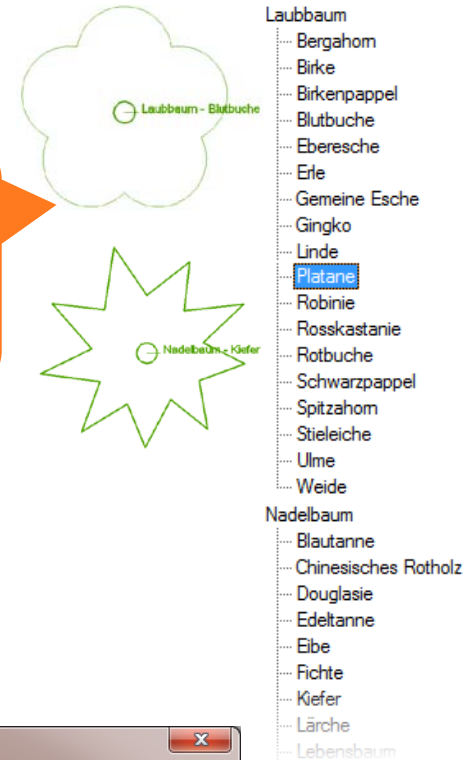 Laubbaum - Blutbuche
Nadelbaum - Kiefer
Laubbaum
Bergahorn
Birke
Birkenpappel
Blutbuche
Eberesche
Erle
Gemeine Esche
Gingko
Linde
Platane
Robinie
Rosskastanie
Rotbuche
Schwarzpappel
Spitzahorn
Stieleiche
Ulme
Weide
Nadelbaum
Blautanne
Chinesisches Rotholz
Douglasie
Edeltanne
Eibe
Fichte
Kiefer
Lärche
Lebensbaum